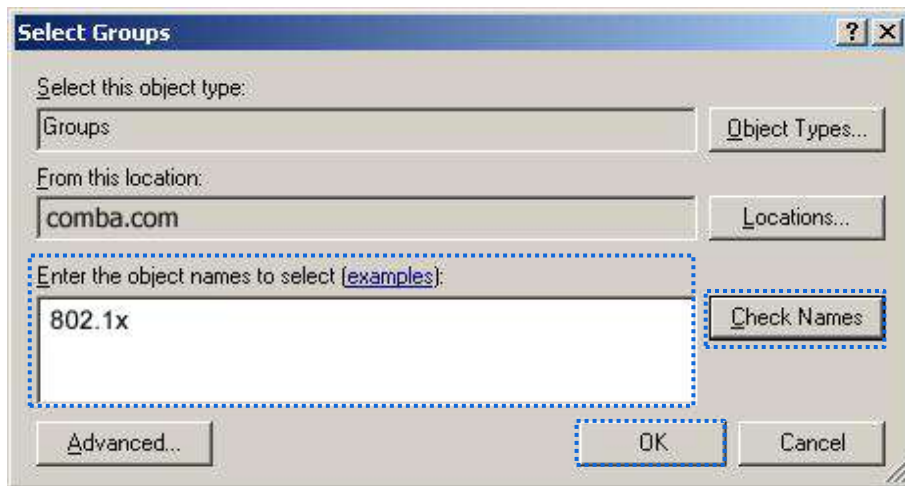 Select Groups
Select this object type:
Groups
Object Types...
From this location:
comba.com
Locations...
Enter the object names to select (examples):
802.1x
Check Names
Advanced...
OK
Cancel